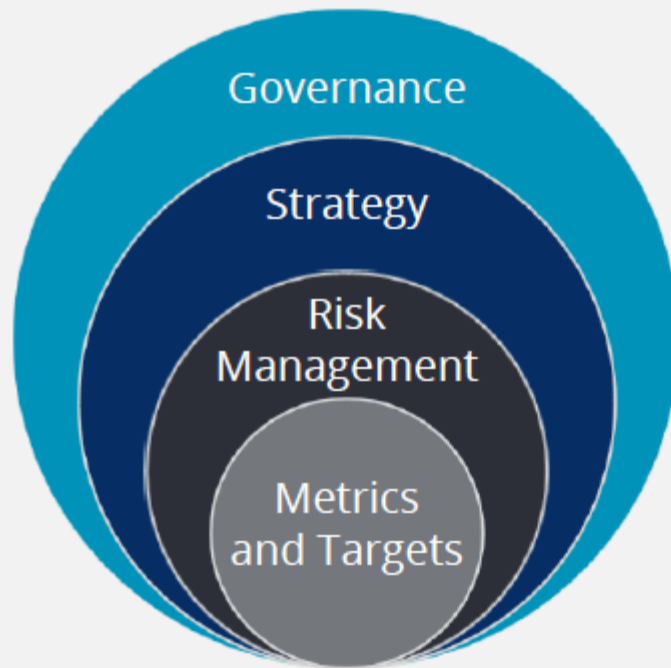 Governance
Strategy
Risk
Management
Metrics
and Targets